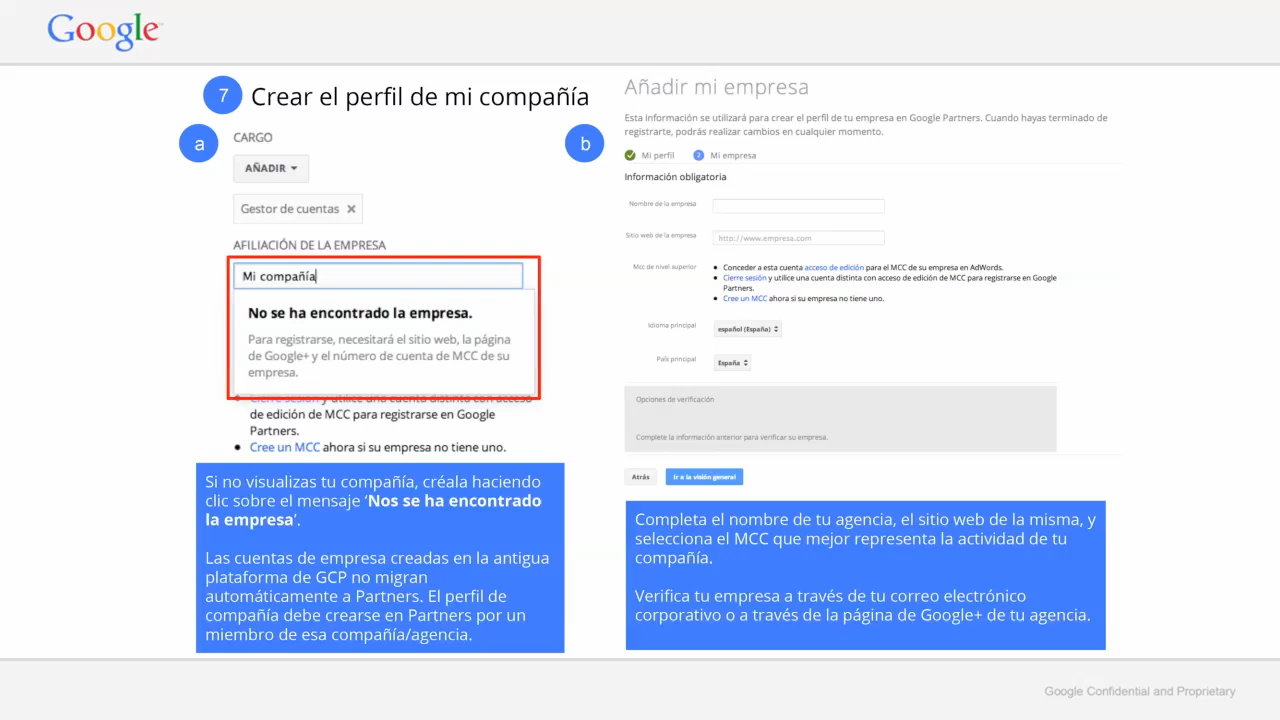 Google
7 Crear el perfil de mi compañía
a
CARGO
AÑADIR
Gestor de cuentas ×
AFILIACIÓN DE LA EMPRESA
Mi compañía
No se ha encontrado la empresa.
Para registrarse, necesitará el sitio web, la página
de Google+ y el número de cuenta de MCC de su
empresa.
Cierre sesión y utilice una cuenta distinta con acceso
de edición de MCC para registrarse en Google
Partners.
Cree un MCC ahora si su empresa no tiene uno.
Si no visualizas tu compañía, créala haciendo
clic sobre el mensaje ‘Nos se ha encontrado
la empresa’.
Las cuentas de empresa creadas en la antigua
plataforma de GCP no migran
automáticamente a Partners. El perfil de
compañía debe crearse en Partners por un
miembro de esa compañía/agencia.
b
Añadir mi empresa
Esta información se utilizará para crear el perfil de tu empresa en Google Partners. Cuando hayas terminado de
registrarte, podrás realizar cambios en cualquier momento.
Mi perfil 2 Mi empresa
Información obligatoria
Nombre de la empresa
Sitio web de la empresa http://www.empresa.com
Mcc de nivel superior
Conceder a esta cuenta acceso de edición para el MCC de su empresa en AdWords.
Cierre sesión y utilice una cuenta distinta con acceso de edición de MCC para registrarse en Google
Partners.
Cree un MCC ahora si su empresa no tiene uno.
Idioma principal español (España)
País principal España
Opciones de verificación
Complete la información anterior para verificar su empresa.
Atrás Ir a la visión general
Completa el nombre de tu agencia, el sitio web de la misma, y
selecciona el MCC que mejor representa la actividad de tu
compañía.
Verifica tu empresa a través de tu correo electrónico
corporativo o a través de la página de Google+ de tu agencia.
Google Confidential and Proprietary